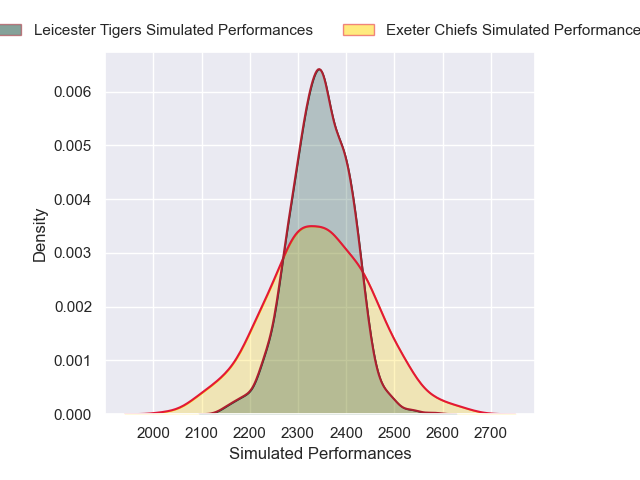 Leicester Tigers Simulated Performances Exeter Chiefs Simulated Performance
0.006
0.005
0.004
0.003
0.002
0.001
0.000
Density
2000 2100 2200 2300 2400 2500 2600 2700
Simulated Performances